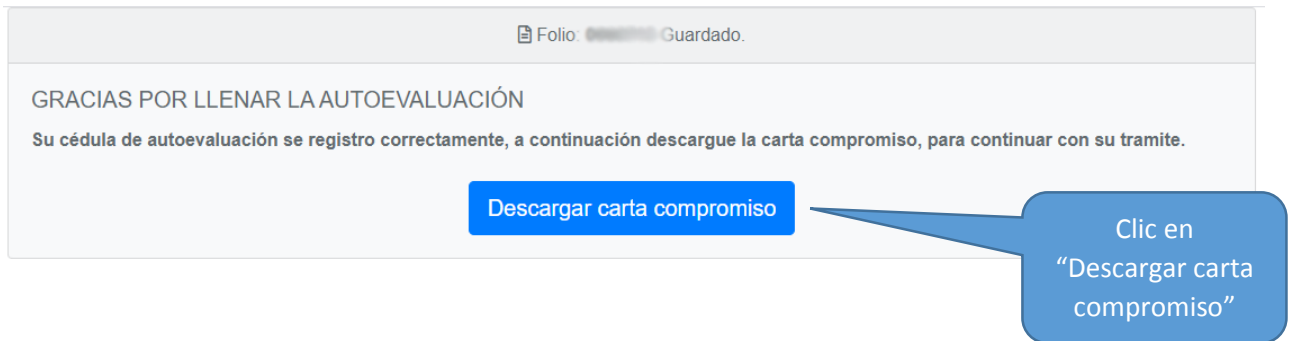 Folio: Guardado.
GRACIAS POR LLENAR LA AUTOEVALUACIÓN
Su cédula de autoevaluación se registro correctamente, a continuación descargue la carta compromiso, para continuar con su tramite.
Descargar carta compromiso
Clic en
“Descargar carta
compromiso”